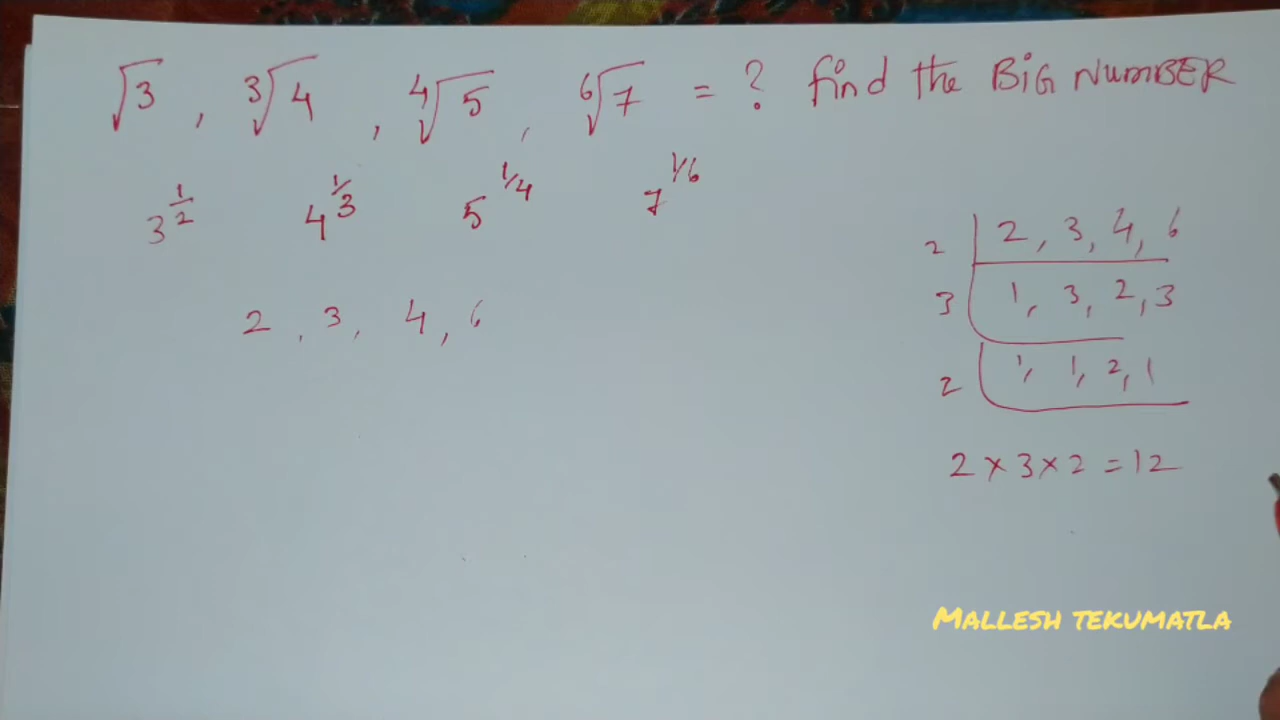 √3 , ∛4 , ∜5 , ⁶√7 = ? find the BiG NUMBER
3^1/2 4^1/3 5^1/4 7^1/6
2 , 3 , 4 , 6
2 | 2 , 3 , 4 , 6
3 | 1 , 3 , 2 , 3
2 | 1 , 1 , 2 , 1
2 × 3 × 2 = 12
MALLESH TEKUMATLA